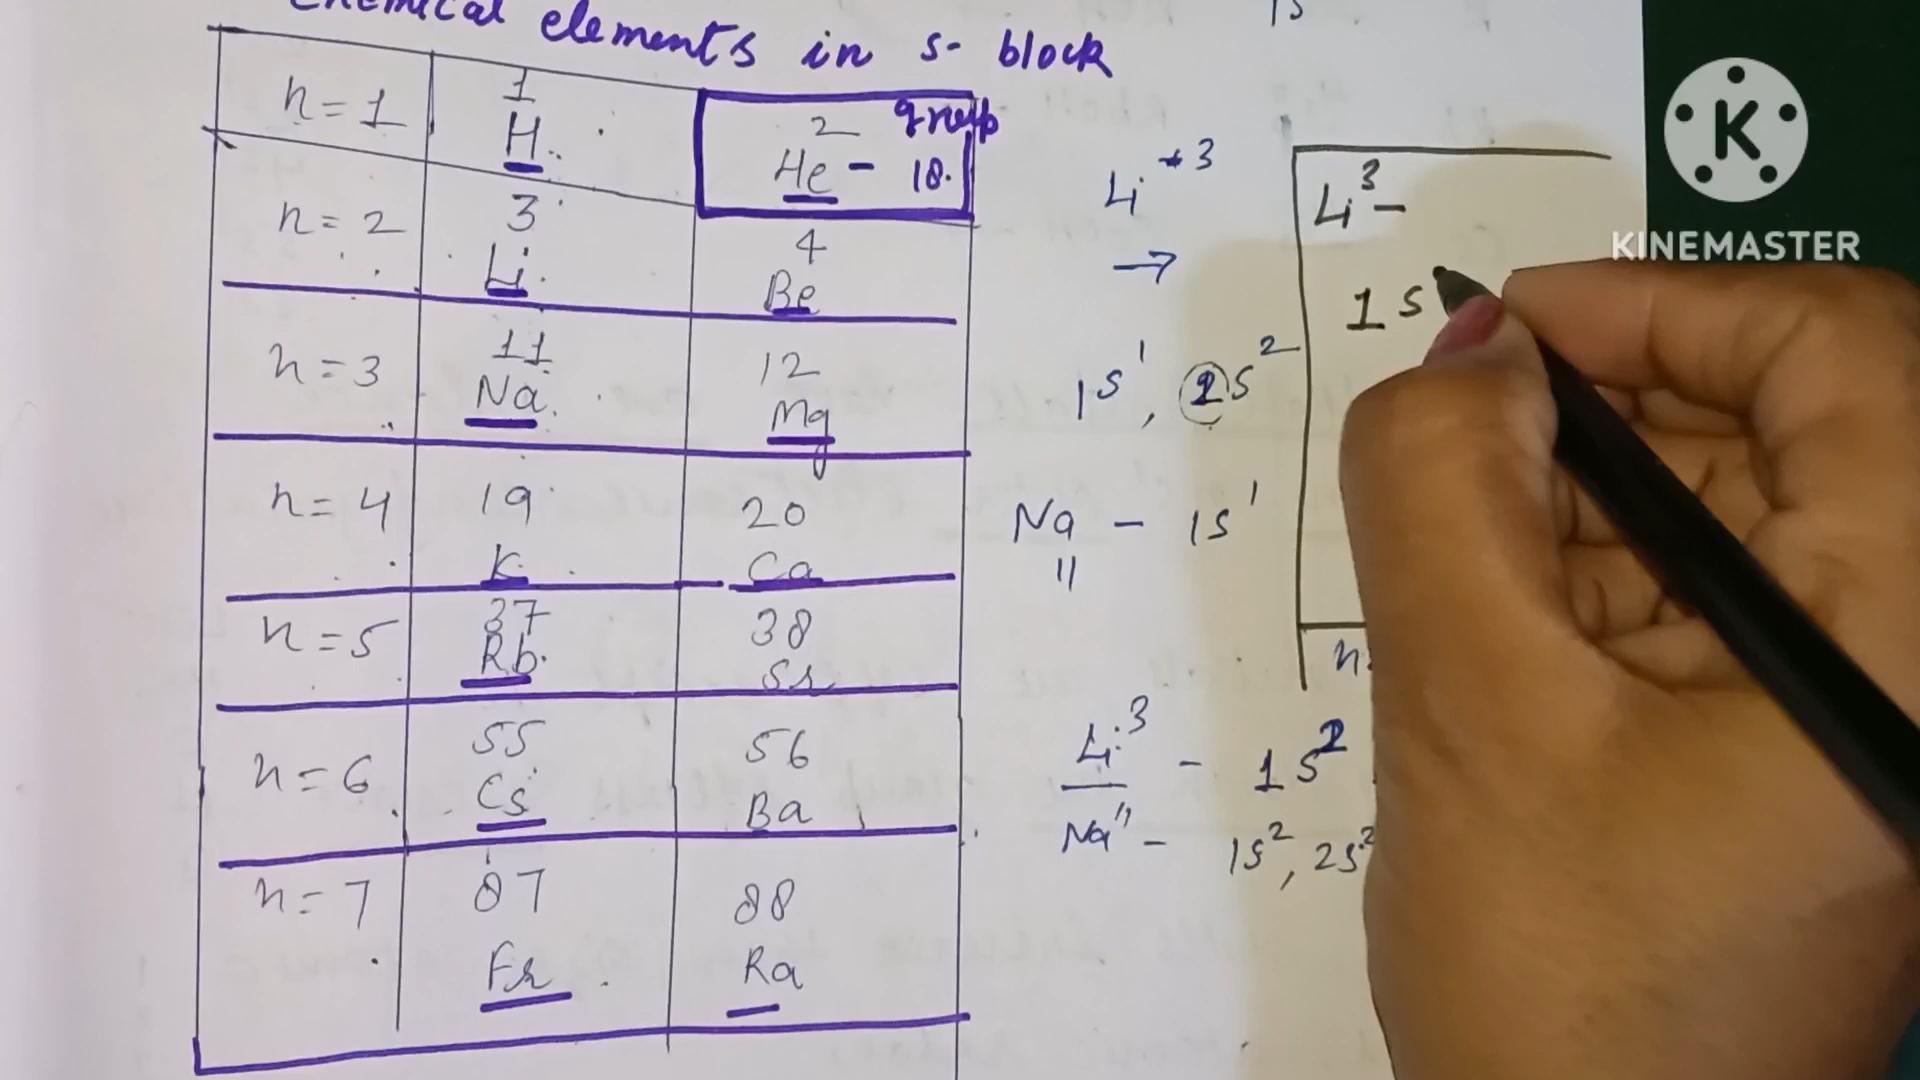 Chemical elements in s-block
n=1
1
H
2 group
He - 18.
n=2
3
Li
4
Be
n=3
11
Na
12
Mg
n=4
19
K
20
Ca
n=5
37
Rb
38
Sr
n=6
55
Cs
56
Ba
n=7
87
Fr
88
Ra
1s
Li 3
→
1s¹, 2s²
Na - 1s¹
11
Li³ - 1s²
Na¹¹ - 1s², 2s²
Li³ -
1s
n
K
KINEMASTER